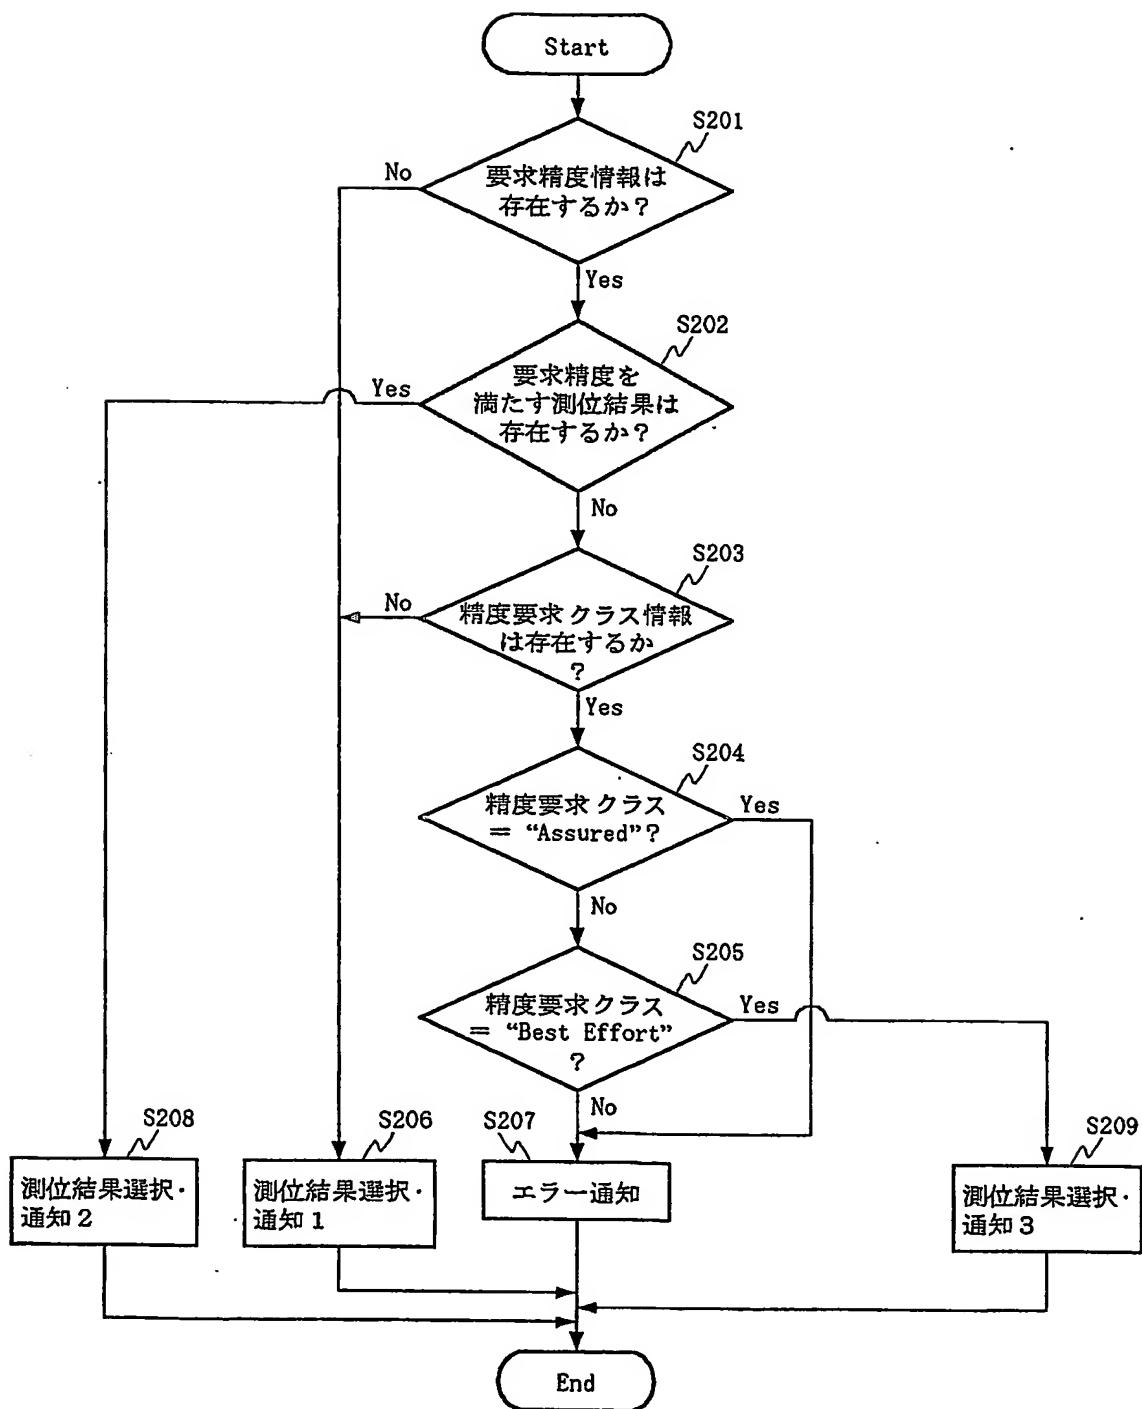 Start
S201
No
要求精度情報は
存在するか?
Yes
S202
Yes
要求精度を
満たす測位結果は
存在するか?
No
S203
No
精度要求 クラス情報
は存在するか
?
Yes
S204
精度要求 クラス
= “Assured”?
Yes
No
S205
精度要求 クラス
= “Best Effort”
?
Yes
No
S208
S206
S207
S209
測位結果選択・
通知2
測位結果選択・
通知1
エラー通知
測位結果選択・
通知3
End